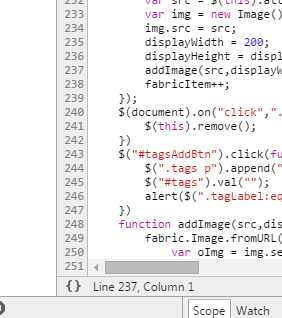 232 var src = $(this).att
233 var img = new Image()
234 img.src = src;
235 displayWidth = 200;
236 displayHeight = displ
237 addImage(src,displayW
238 fabricItem++;
239 });
240 $(document).on("click",".
241 $(this).remove();
242 })
243 $("#tagsAddBtn").click(fu
244 $(".tags p").append("
245 $("#tags").val("");
246 alert($(".tagLabel:eq
247 })
248 function addImage(src,dis
249 fabric.Image.fromURL(
250 var oImg = img.se
251
{} Line 237, Column 1
Scope Watch